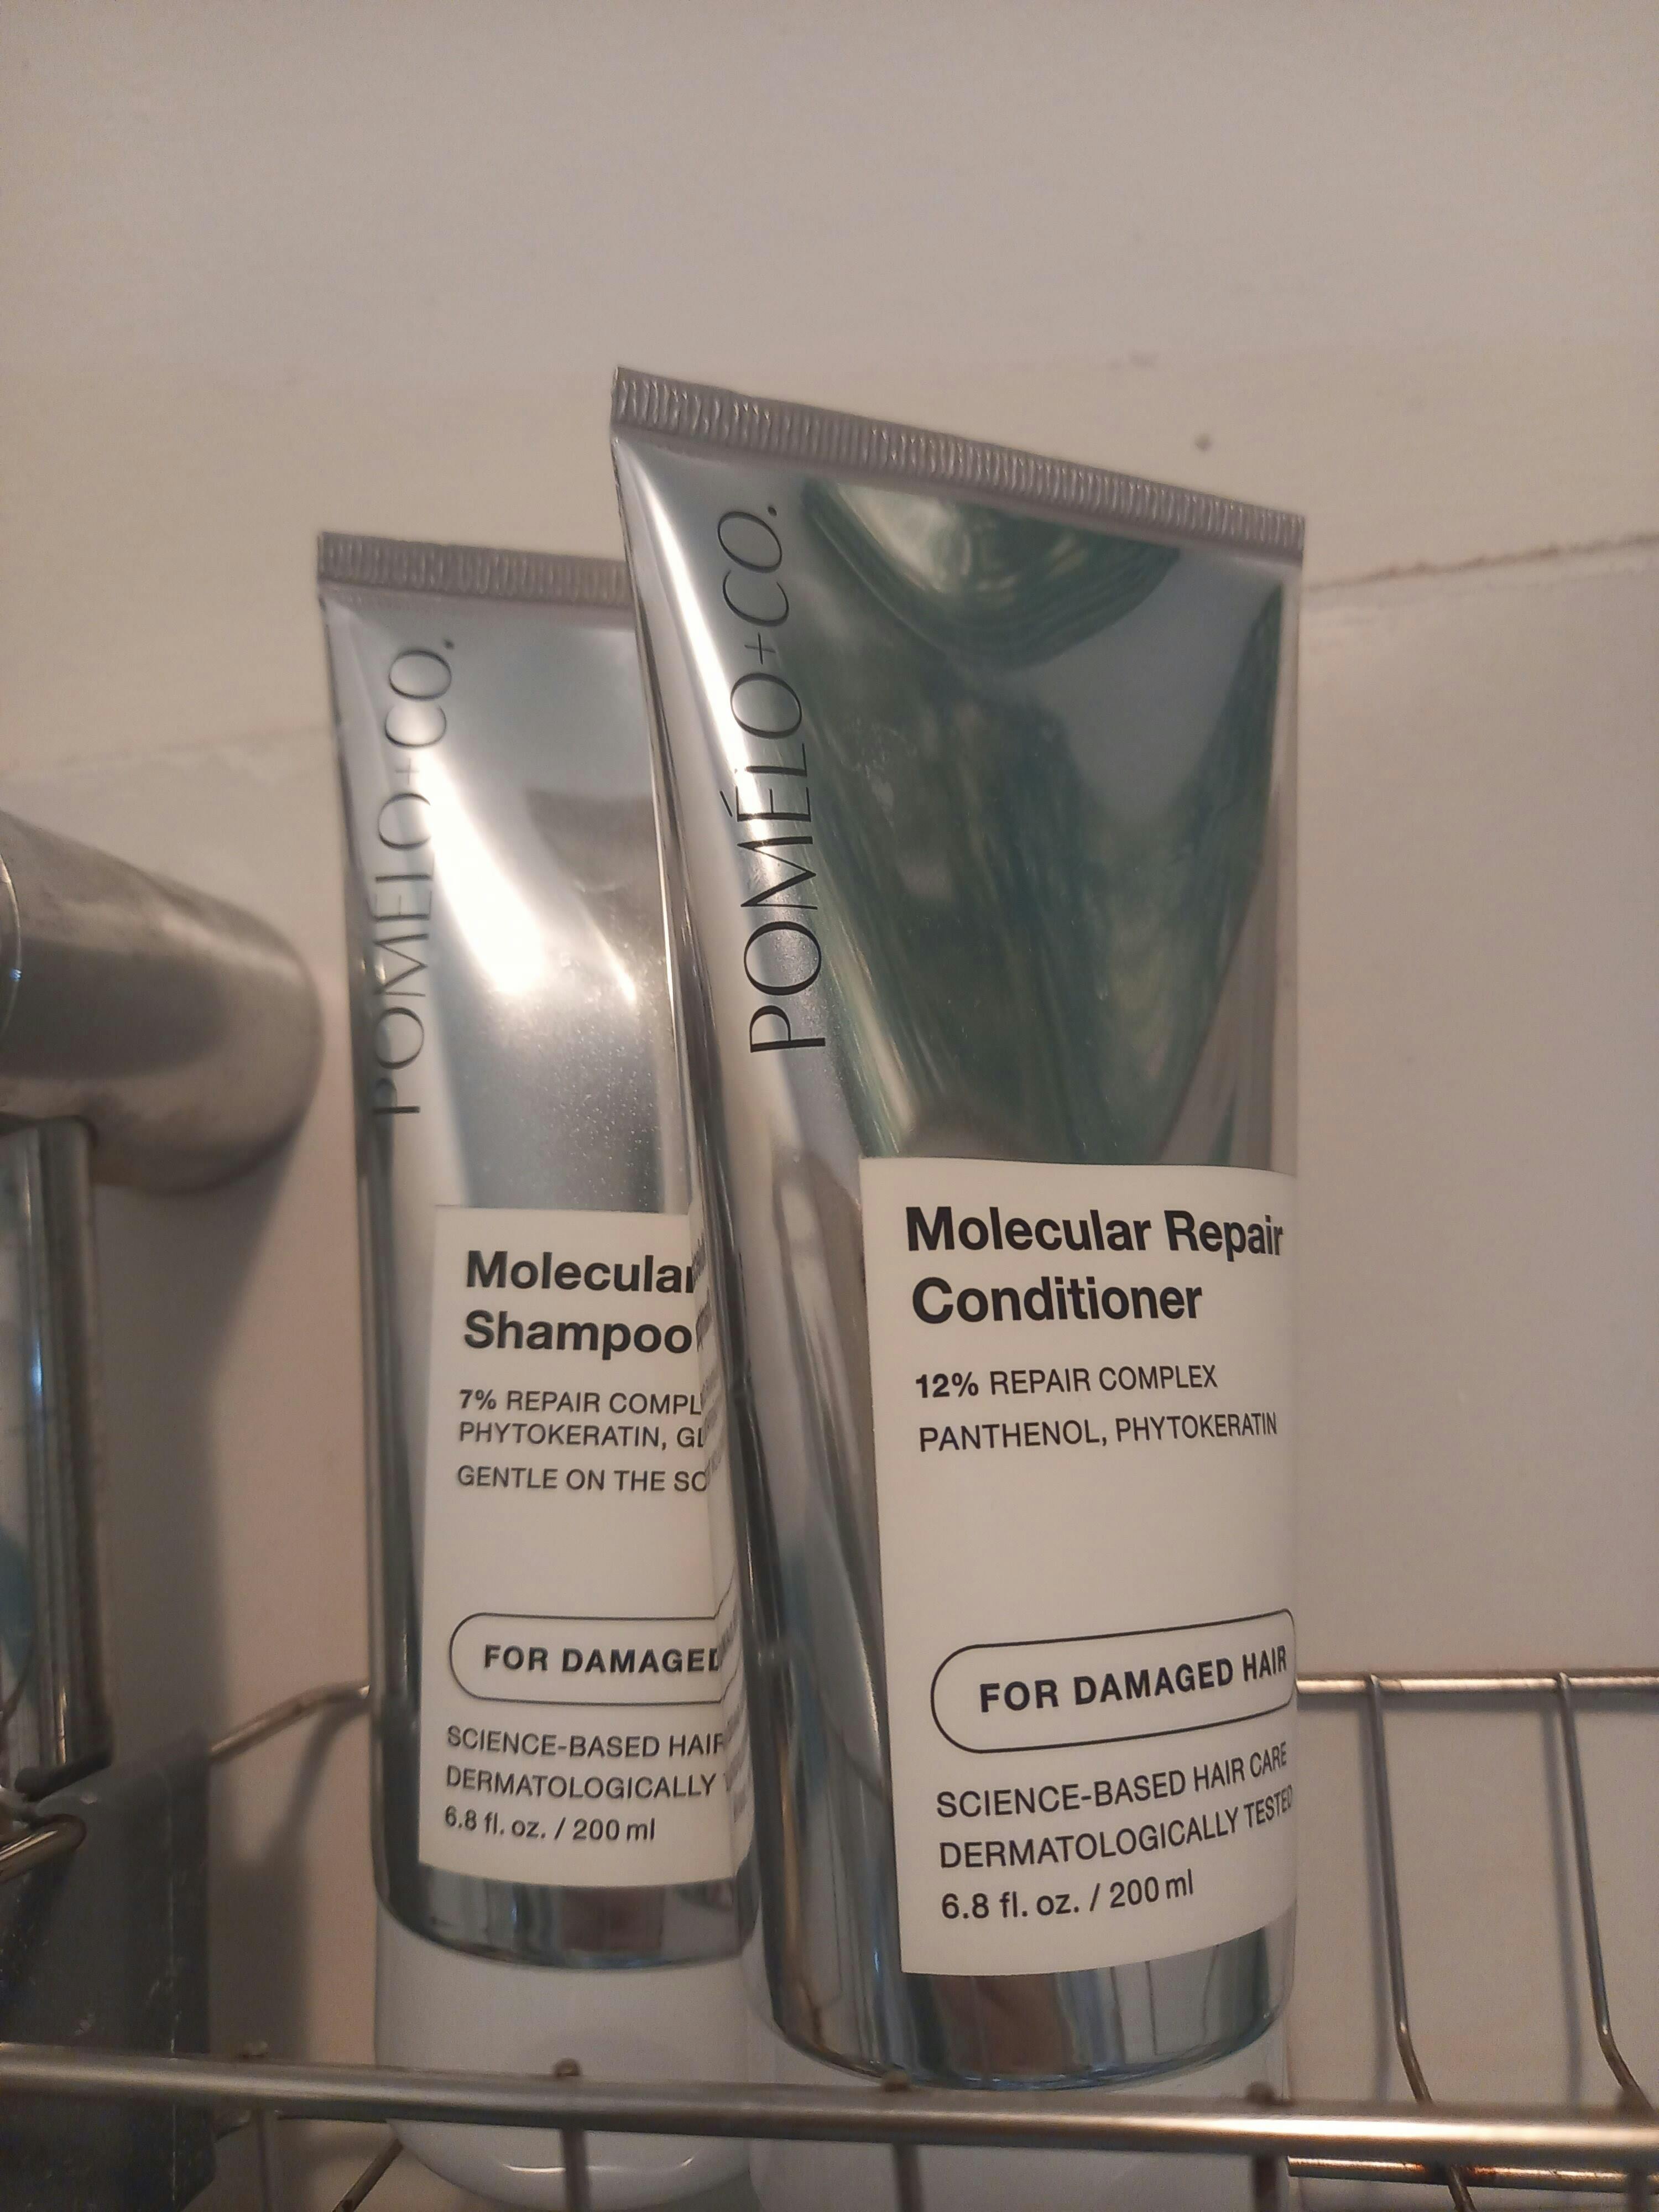 POMÉLO+CO.
Molecular
Shampoo
7% REPAIR
PHYTOKERATIN,
GENTLE ON THE
FOR DAMAGED
SCIENCE-BASED HAIR
DERMATOLOGICALLY
6.8 fl. oz. / 200 ml
POMÉLO+CO.
Molecular Repair
Conditioner
12% REPAIR COMPLEX
PANTHENOL, PHYTOKERATIN
FOR DAMAGED HAIR
SCIENCE-BASED HAIR CARE
DERMATOLOGICALLY TESTED
6.8 fl. oz. / 200 ml